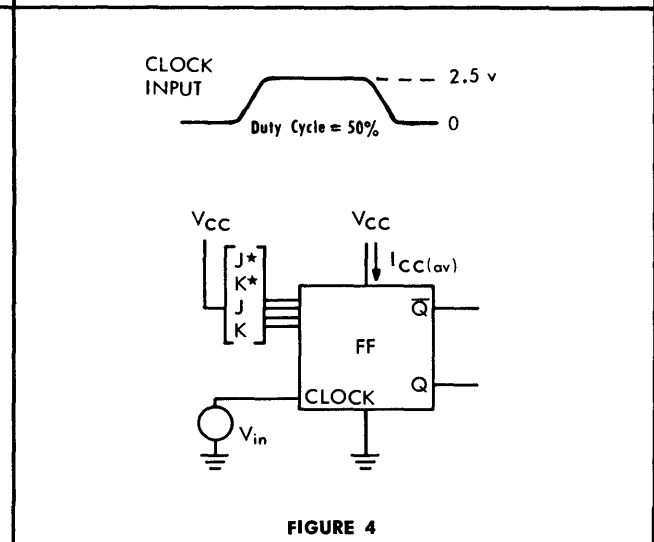 CLOCK
INPUT
2.5 v
Duty Cycle = 50%
0
VCC
VCC
J★
K★
J
K
ICC(av)
Q̅
FF
Q
CLOCK
Vin
FIGURE 4